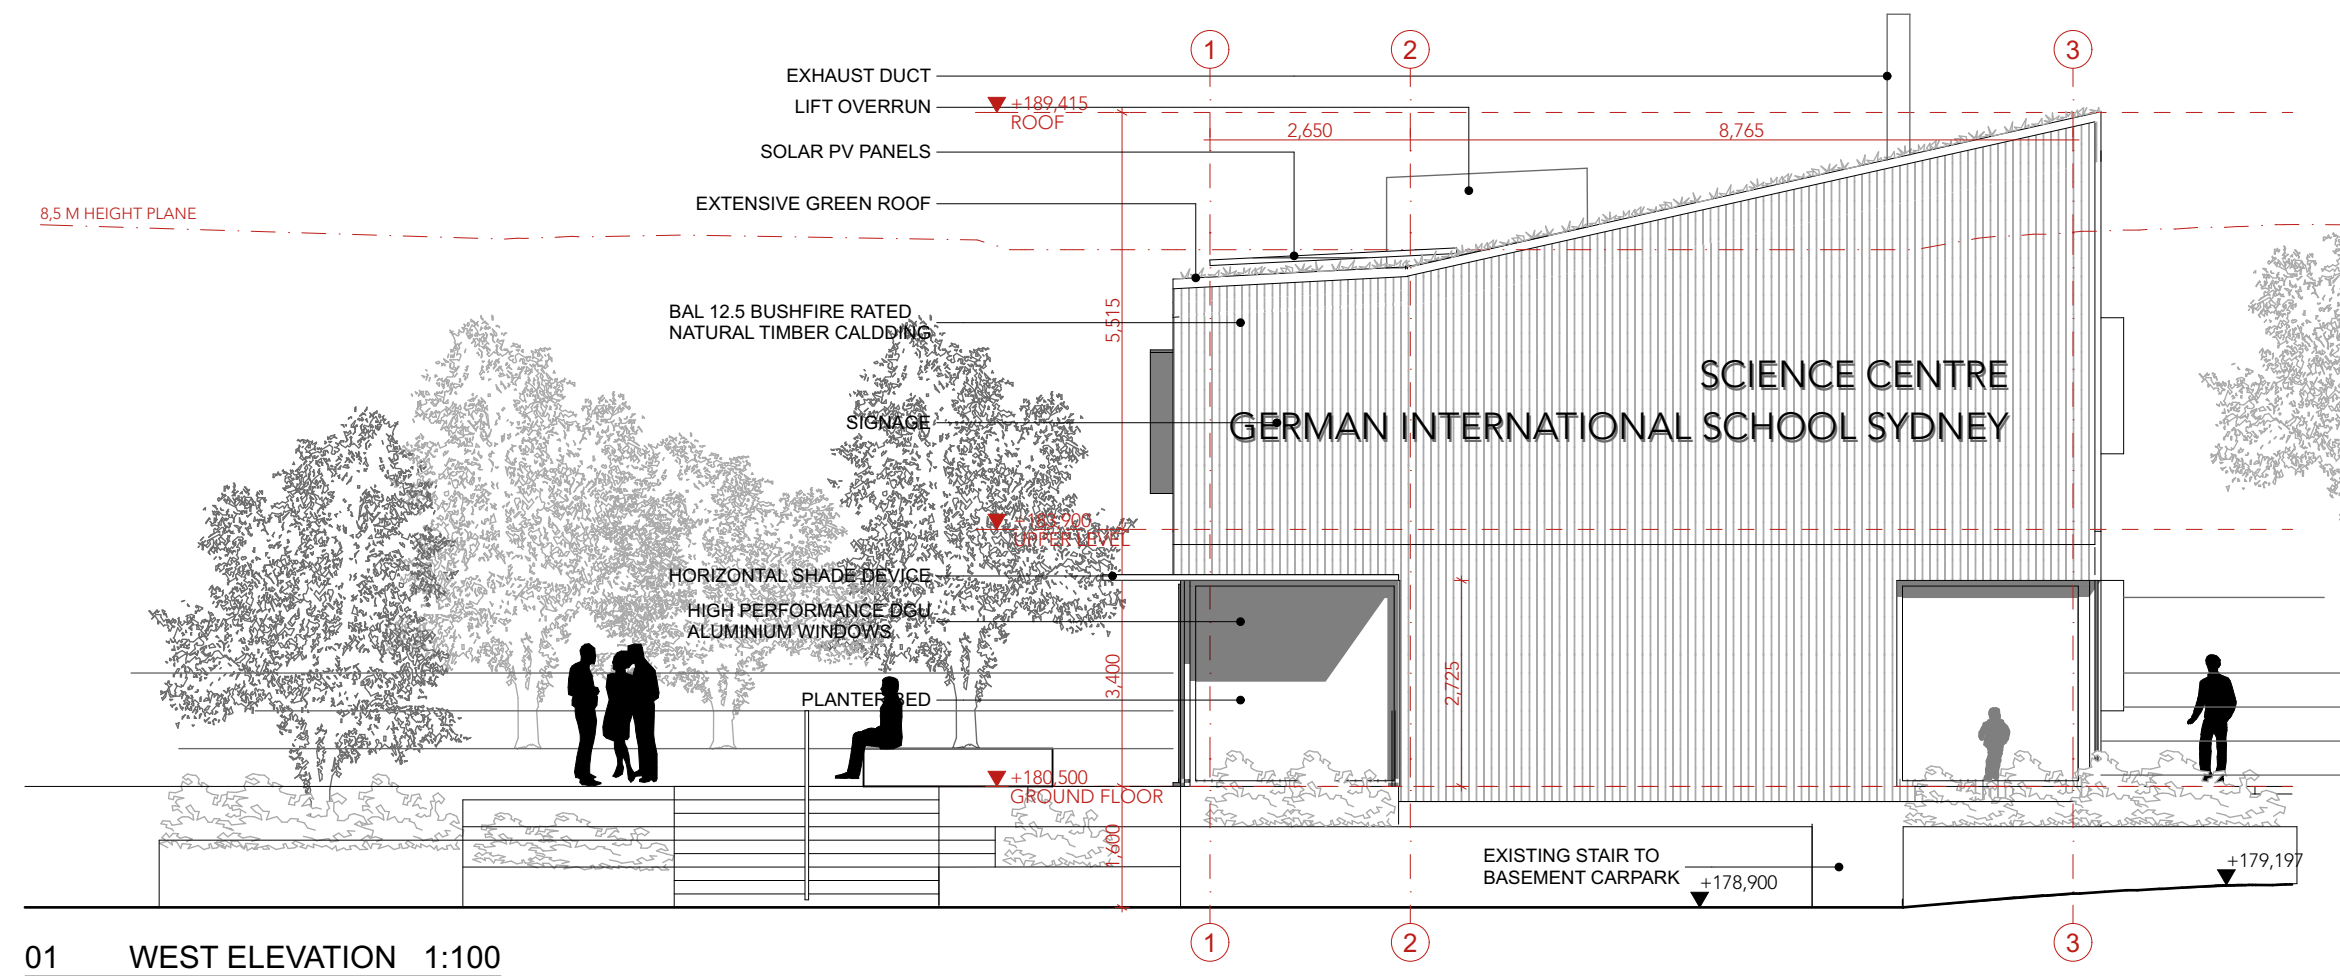 1
2
3
EXHAUST DUCT
LIFT OVERRUN
+189,415
ROOF
2,650
8,765
SOLAR PV PANELS
EXTENSIVE GREEN ROOF
8,5 M HEIGHT PLANE
BAL 12.5 BUSHFIRE RATED
NATURAL TIMBER CALDDING
5,515
SCIENCE CENTRE
GERMAN INTERNATIONAL SCHOOL SYDNEY
SIGNAGE
+183,900
UPPER LEVEL
HORIZONTAL SHADE DEVICE
HIGH PERFORMANCE DGU
ALUMINIUM WINDOWS
3,400
2,725
PLANTER BED
+180,500
GROUND FLOOR
1,600
EXISTING STAIR TO
BASEMENT CARPARK
+178,900
+179,197
1
2
3
01 WEST ELEVATION 1:100